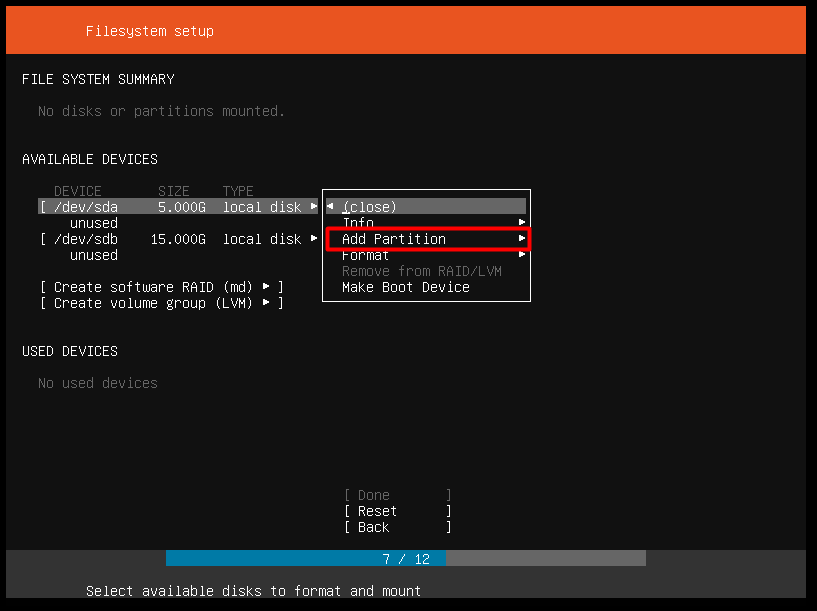 Filesystem setup
FILE SYSTEM SUMMARY
No disks or partitions mounted.
AVAILABLE DEVICES
DEVICE SIZE TYPE
[ /dev/sda 5.000G local disk ► ◄ (close)
unused Info ►
[ /dev/sdb 15.000G local disk ► Add Partition ►
unused Format ►
Remove from RAID/LVM
[ Create software RAID (md) ► ] Make Boot Device
[ Create volume group (LVM) ► ]
USED DEVICES
No used devices
[ Done ]
[ Reset ]
[ Back ]
7 / 12
Select available disks to format and mount